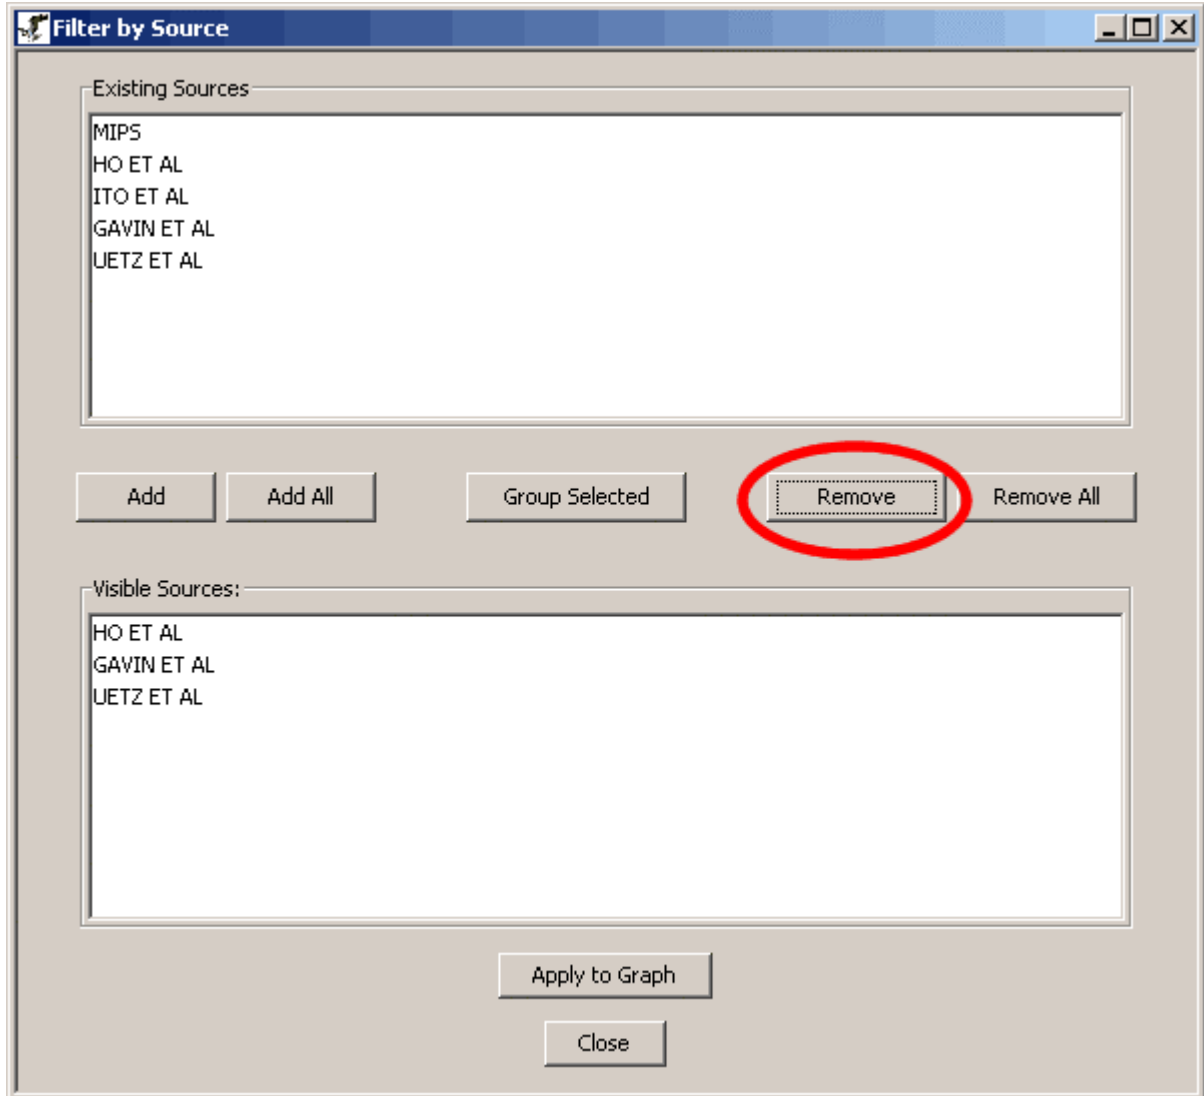 Filter by Source
Existing Sources
MIPS
HO ET AL
ITO ET AL
GAVIN ET AL
UETZ ET AL
Add Add All Group Selected Remove Remove All
Visible Sources:
HO ET AL
GAVIN ET AL
UETZ ET AL
Apply to Graph
Close